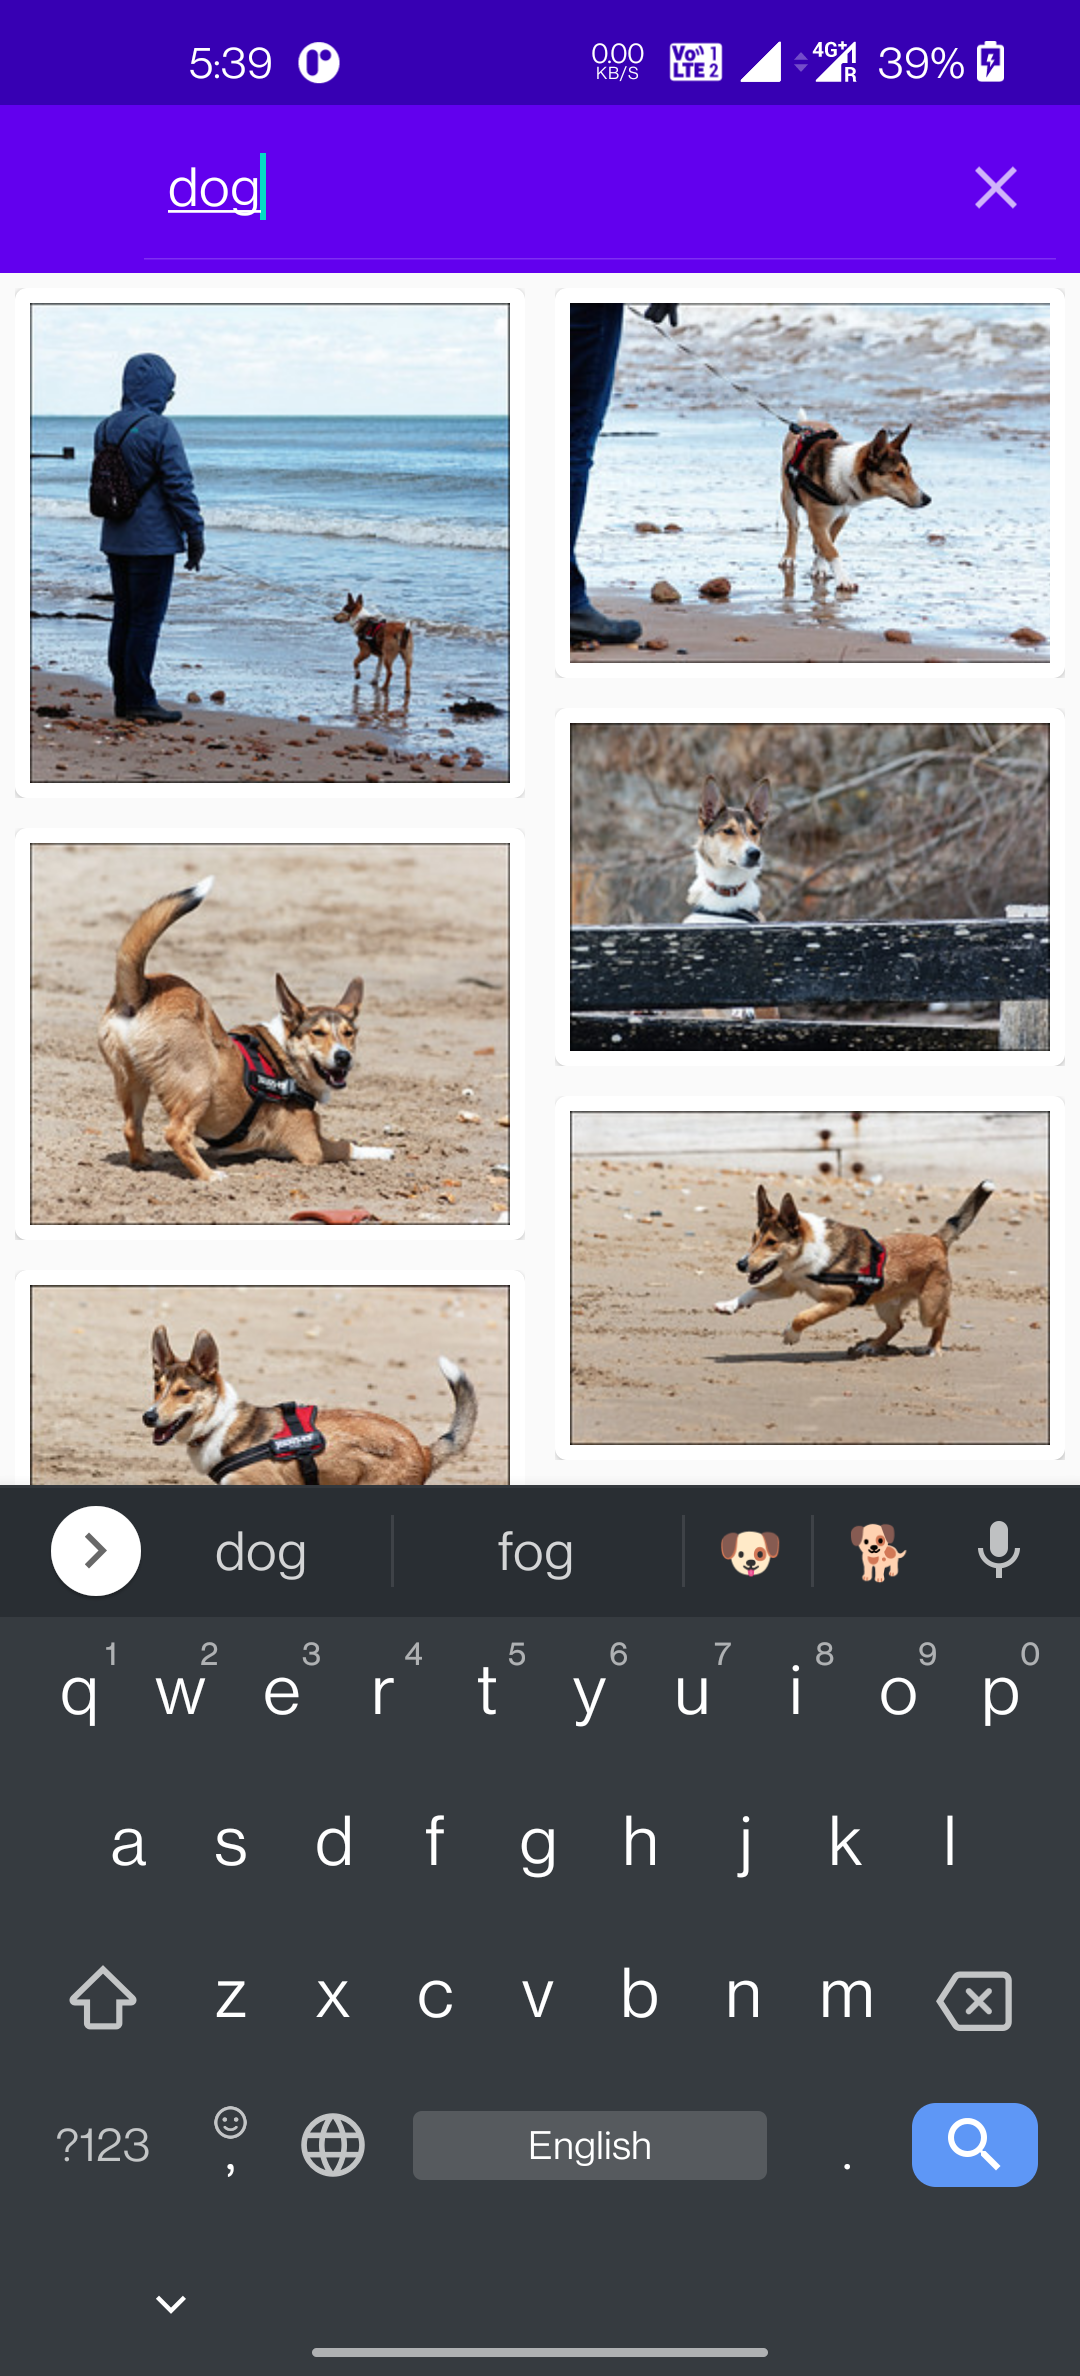 5:39 0.00 KB/S Vo)) LTE 1 2 4G+ R 39%
dog
dog fog
q 1 w 2 e 3 r 4 t 5 y 6 u 7 i 8 o 9 p 0
a s d f g h j k l
z x c v b n m
?123 , English .